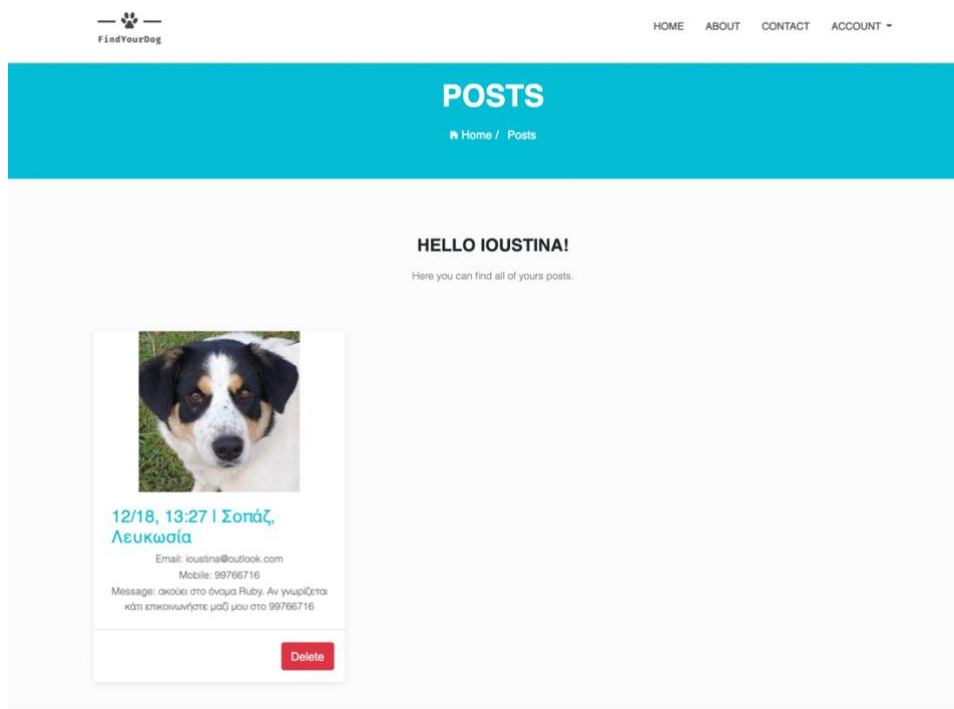 FindYourDog
HOME ABOUT CONTACT ACCOUNT
POSTS
Home / Posts
HELLO IOUSTINA!
Here you can find all of yours posts.
12/18, 13:27 | Σοπάζ,
Λευκωσία
Email: ioustina@outlook.com
Mobile: 99766716
Message: ακούει στο όνομα Ruby. Αν γνωρίζεται
κάτι επικοινωνήστε μαζί μου στο 99766716
Delete